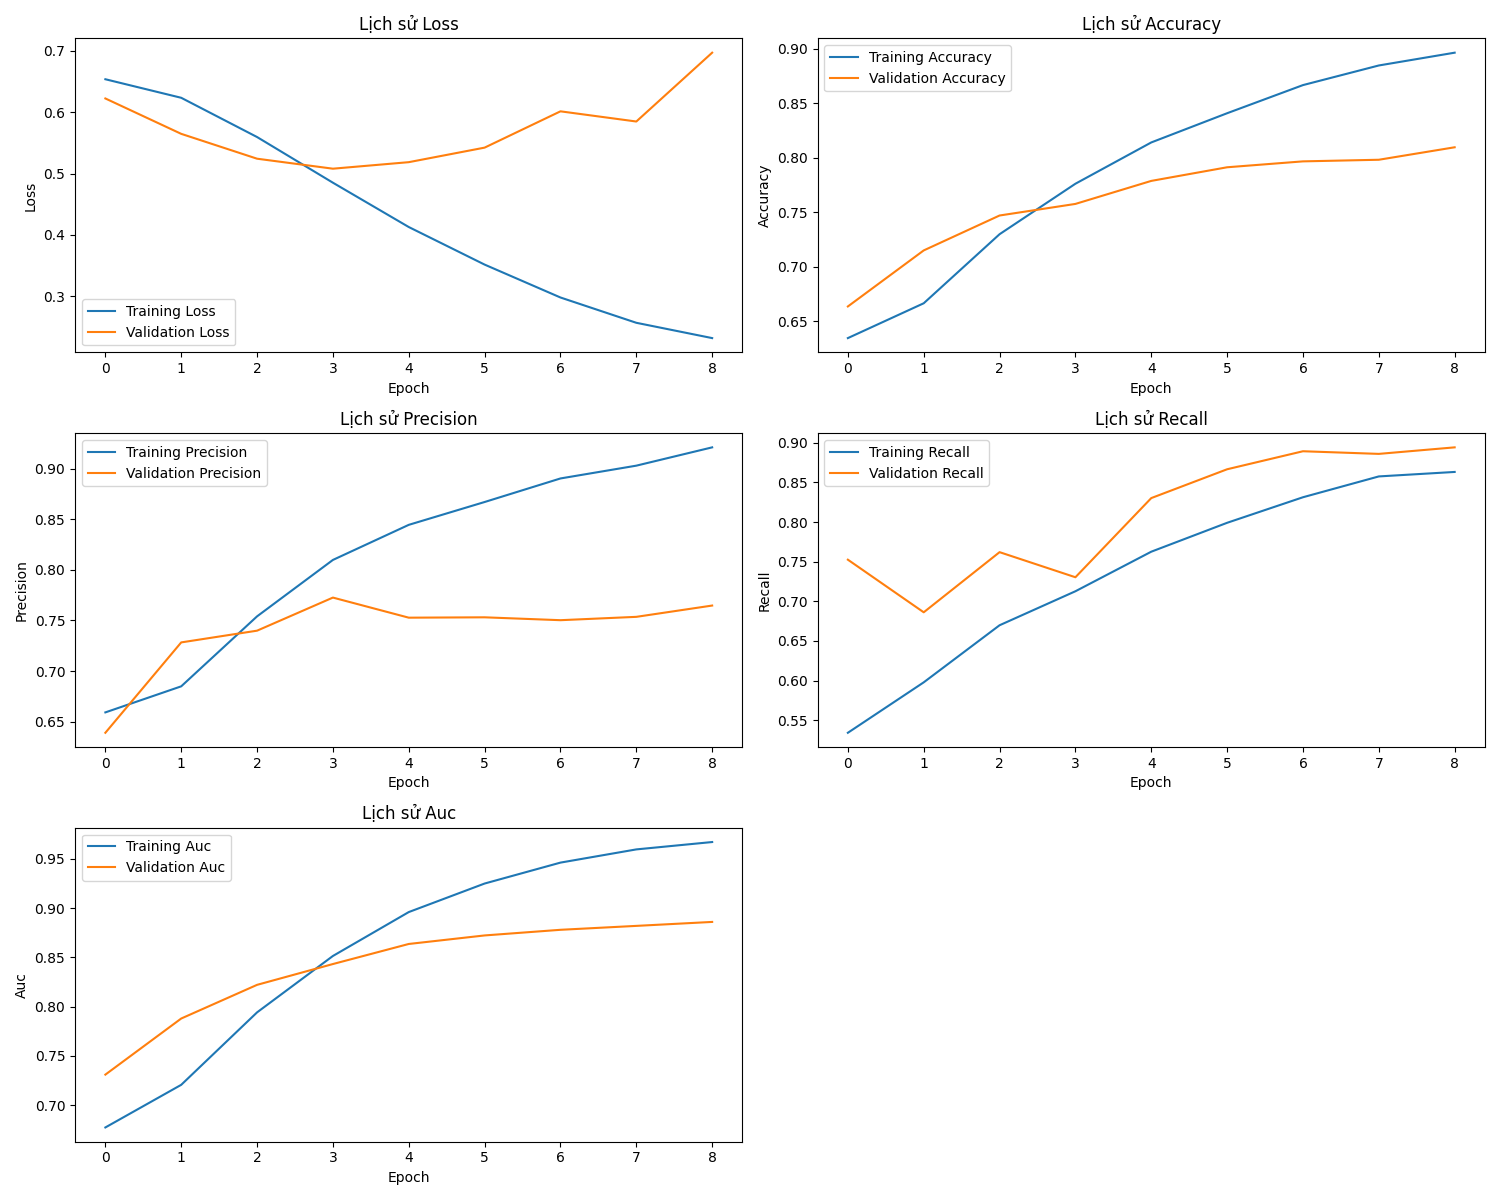 Lịch sử Loss
0.7
0.6
0.5
0.4
0.3
Loss
Training Loss
Validation Loss
0 1 2 3 4 5 6 7 8
Epoch
Lịch sử Accuracy
0.90
0.85
0.80
0.75
0.70
0.65
Accuracy
Training Accuracy
Validation Accuracy
0 1 2 3 4 5 6 7 8
Epoch
Lịch sử Precision
0.90
0.85
0.80
0.75
0.70
0.65
Precision
Training Precision
Validation Precision
0 1 2 3 4 5 6 7 8
Epoch
Lịch sử Recall
0.90
0.85
0.80
0.75
0.70
0.65
0.60
0.55
Recall
Training Recall
Validation Recall
0 1 2 3 4 5 6 7 8
Epoch
Lịch sử Auc
0.95
0.90
0.85
0.80
0.75
0.70
Auc
Training Auc
Validation Auc
0 1 2 3 4 5 6 7 8
Epoch